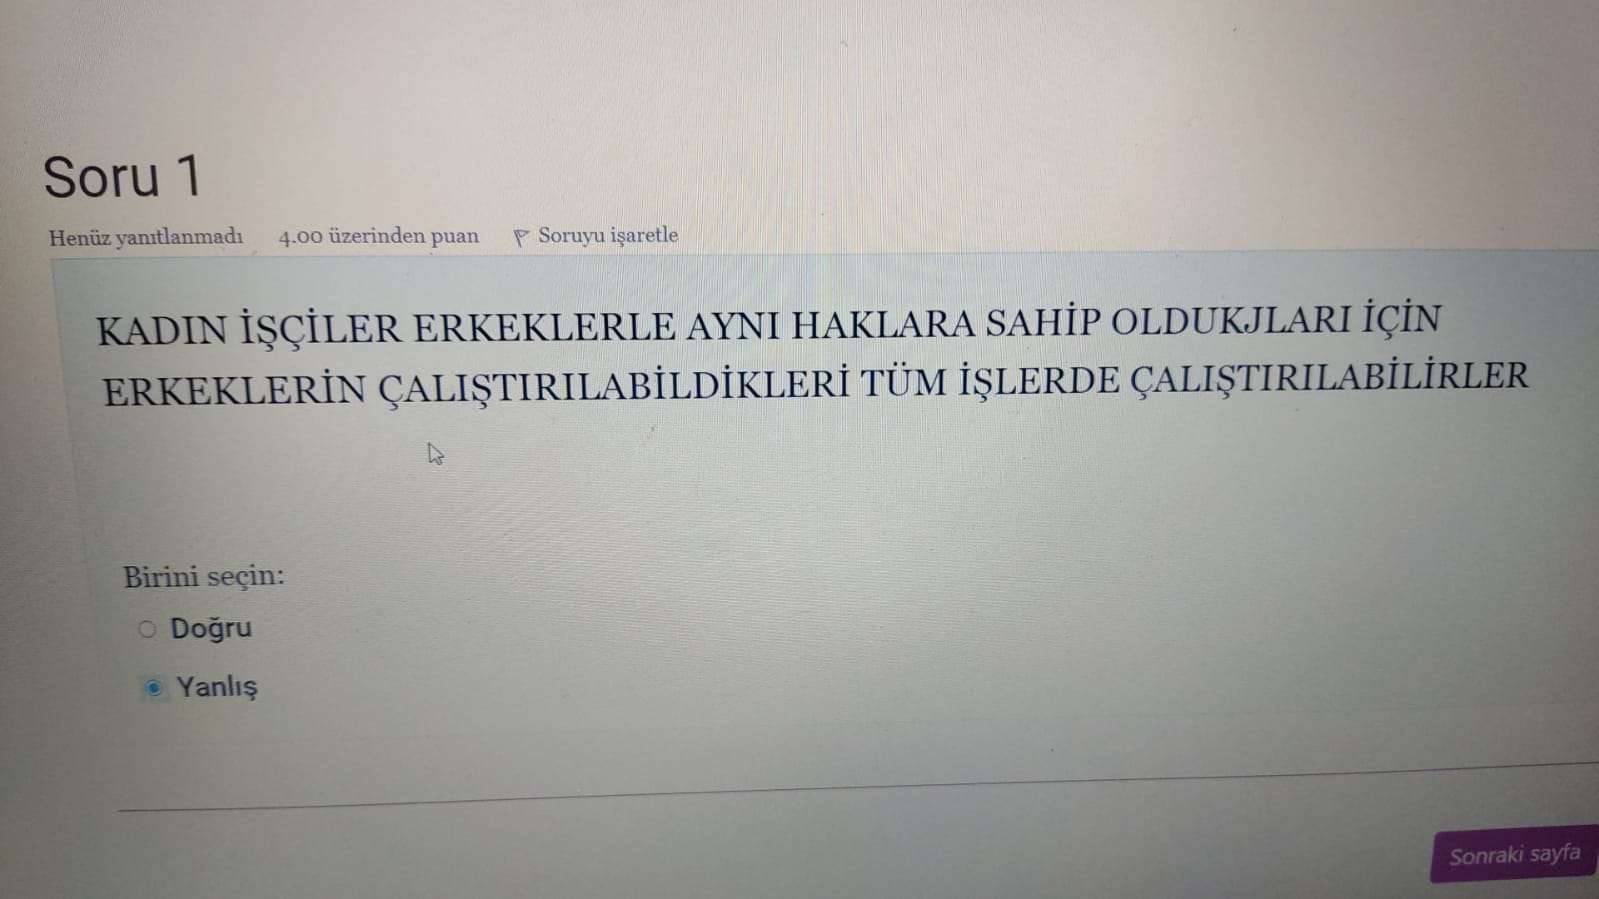 Soru 1
Henüz yanıtlanmadı 4.00 üzerinden puan Soruyu işaretle
KADIN İŞÇİLER ERKEKLERLE AYNI HAKLARA SAHİP OLDUKJLARI İÇİN
ERKEKLERİN ÇALIŞTIRILABİLDİKLERİ TÜM İŞLERDE ÇALIŞTIRILABİLİRLER
Birini seçin:
Doğru
Yanlış
Sonraki sayfa